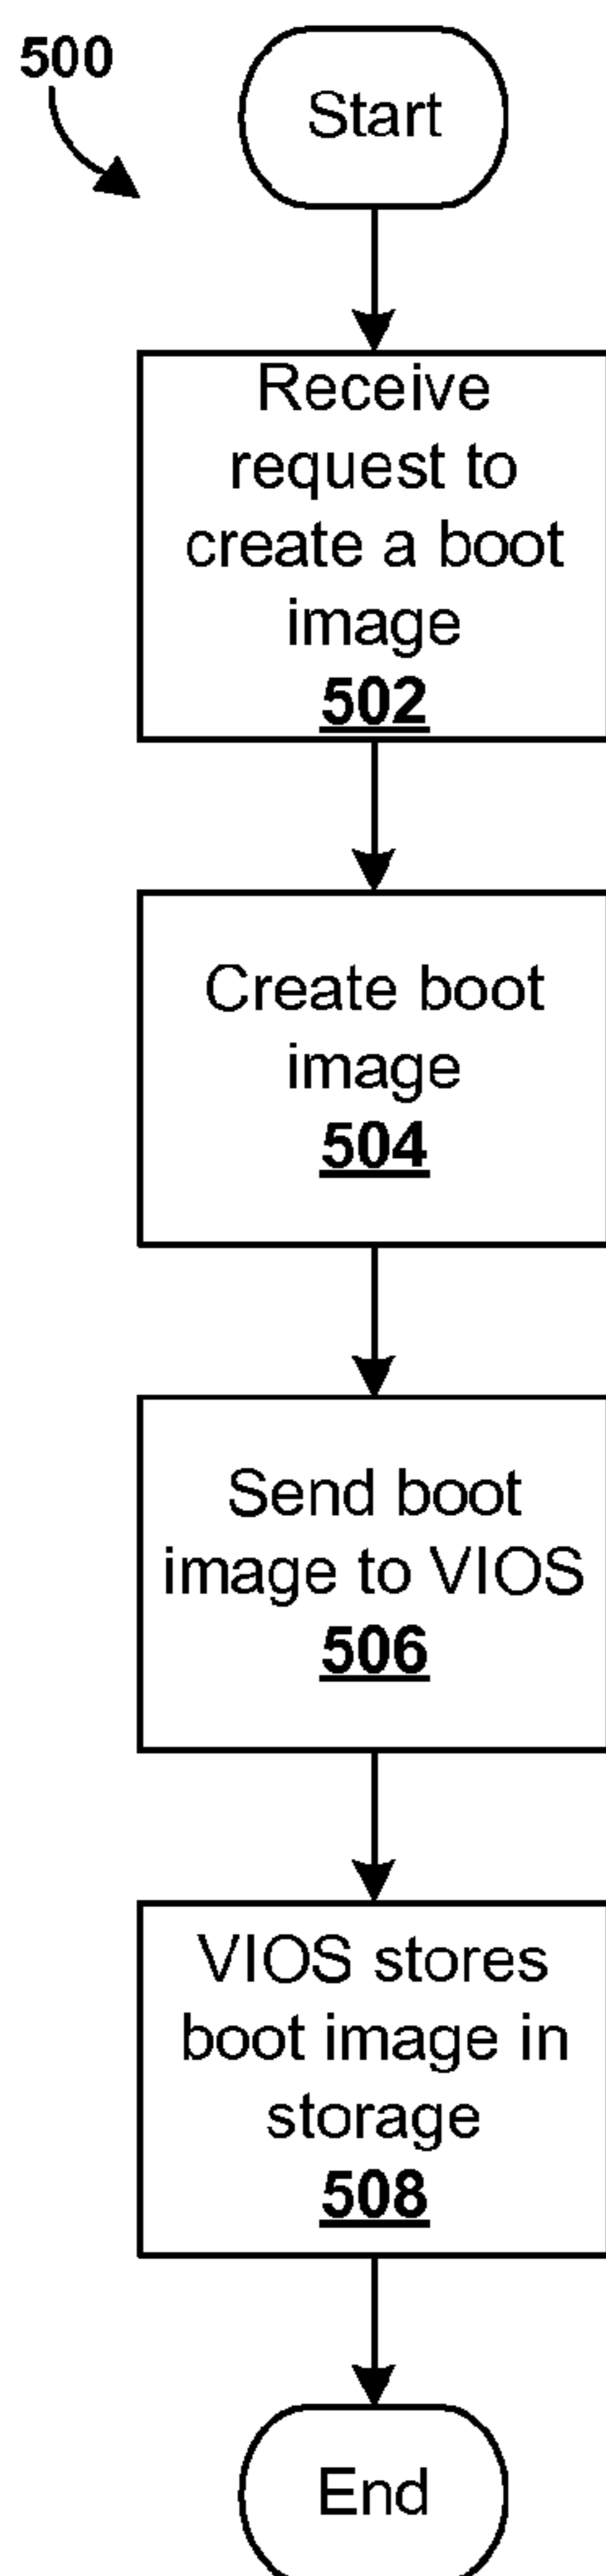 500
Start
Receive
request to
create a boot
image
502
Create boot
image
504
Send boot
image to VIOS
506
VIOS stores
boot image in
storage
508
End